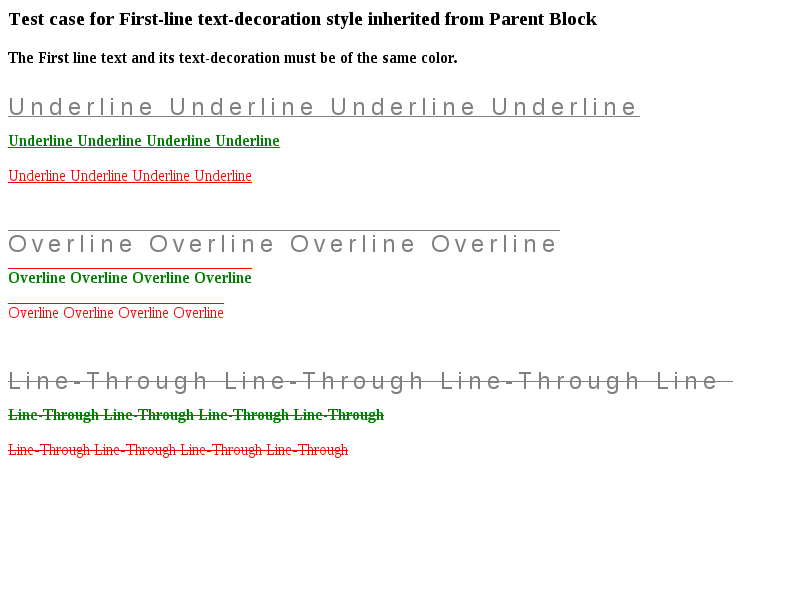 Test case for First-line text-decoration style inherited from Parent Block
The First line text and its text-decoration must be of the same color.
Underline Underline Underline Underline
Underline Underline Underline Underline
Underline Underline Underline Underline
Overline Overline Overline Overline
Overline Overline Overline Overline
Overline Overline Overline Overline
Line-Through Line-Through Line-Through Line
Line-Through Line-Through Line-Through Line-Through
Line-Through Line-Through Line-Through Line-Through